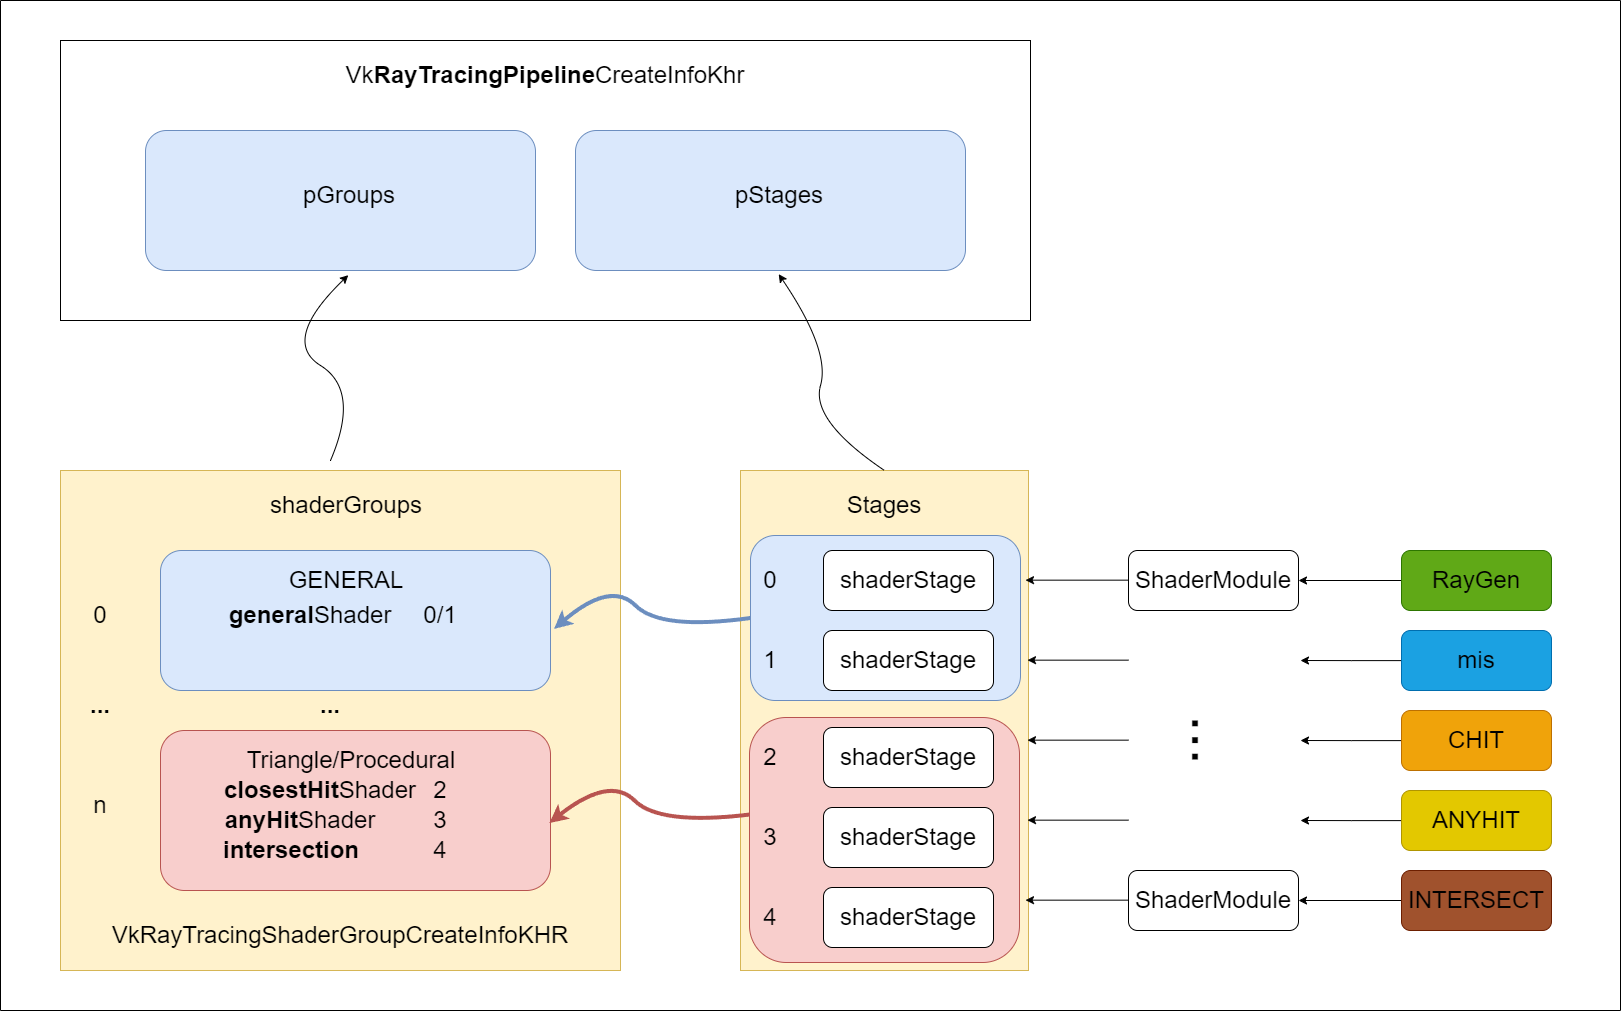 VkRayTracingPipelineCreateInfoKhr
pGroups
pStages
shaderGroups
0
GENERAL
generalShader 0/1
...
...
n
Triangle/Procedural
closestHitShader 2
anyHitShader 3
intersection 4
VkRayTracingShaderGroupCreateInfoKHR
Stages
0 shaderStage
1 shaderStage
2 shaderStage
3 shaderStage
4 shaderStage
ShaderModule
ShaderModule
RayGen
mis
CHIT
ANYHIT
INTERSECT